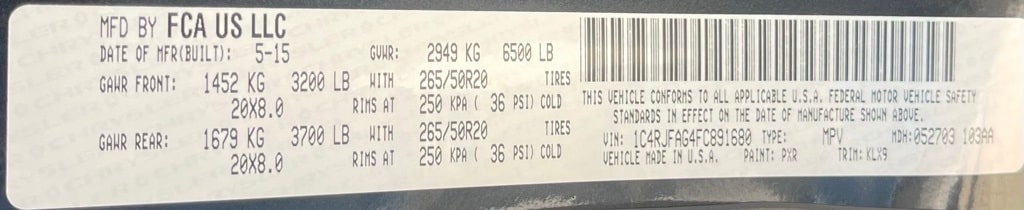 MFD BY FCA US LLC
DATE OF MFR(BUILT): 5-15 GVWR: 2949 KG 6500 LB
GAWR FRONT: 1452 KG 3200 LB WITH 265/50R20 TIRES
20X8.0 RIMS AT 250 KPA ( 36 PSI) COLD
GAWR REAR: 1679 KG 3700 LB WITH 265/50R20 TIRES
20X8.0 RIMS AT 250 KPA ( 36 PSI) COLD
THIS VEHICLE CONFORMS TO ALL APPLICABLE U.S.A. FEDERAL MOTOR VEHICLE SAFETY
STANDARDS IN EFFECT ON THE DATE OF MANUFACTURE SHOWN ABOVE.
VIN: 1C4RJFAG4FC891680 TYPE: MPV MDH: 052703 103AA
VEHICLE MADE IN U.S.A. PAINT: PXR TRIM: KLX9